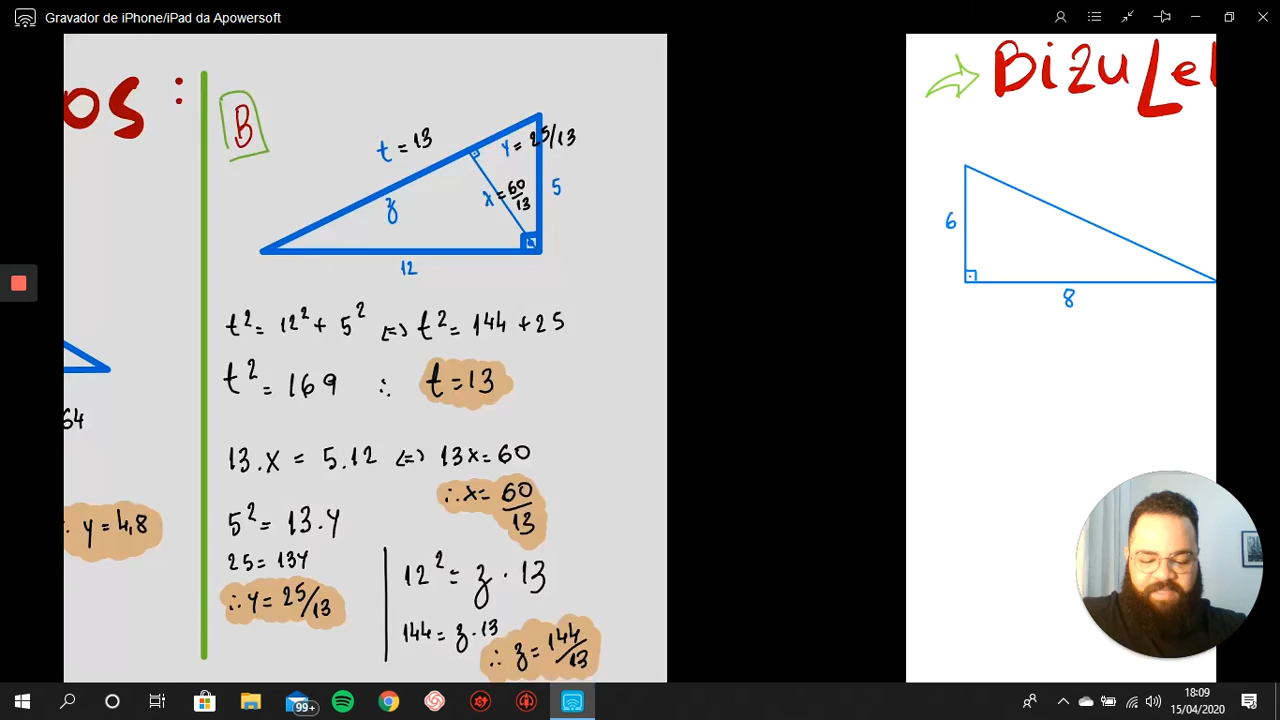 Gravador de iPhone/iPad da Apowersoft
os :
B
t = 13
y = 25/13
x = 60/13
5
z
12
t² = 12² + 5² <=> t² = 144 + 25
t² = 169 ∴ t = 13
13.x = 5.12 <=> 13x = 60
∴ x = 60/13
5² = 13.y
25 = 13y
∴ y = 25/13
12² = z . 13
144 = z . 13
∴ z = 144/13
64
∴ y = 4,8
BizuLel
6
8
99+
18:09
15/04/2020